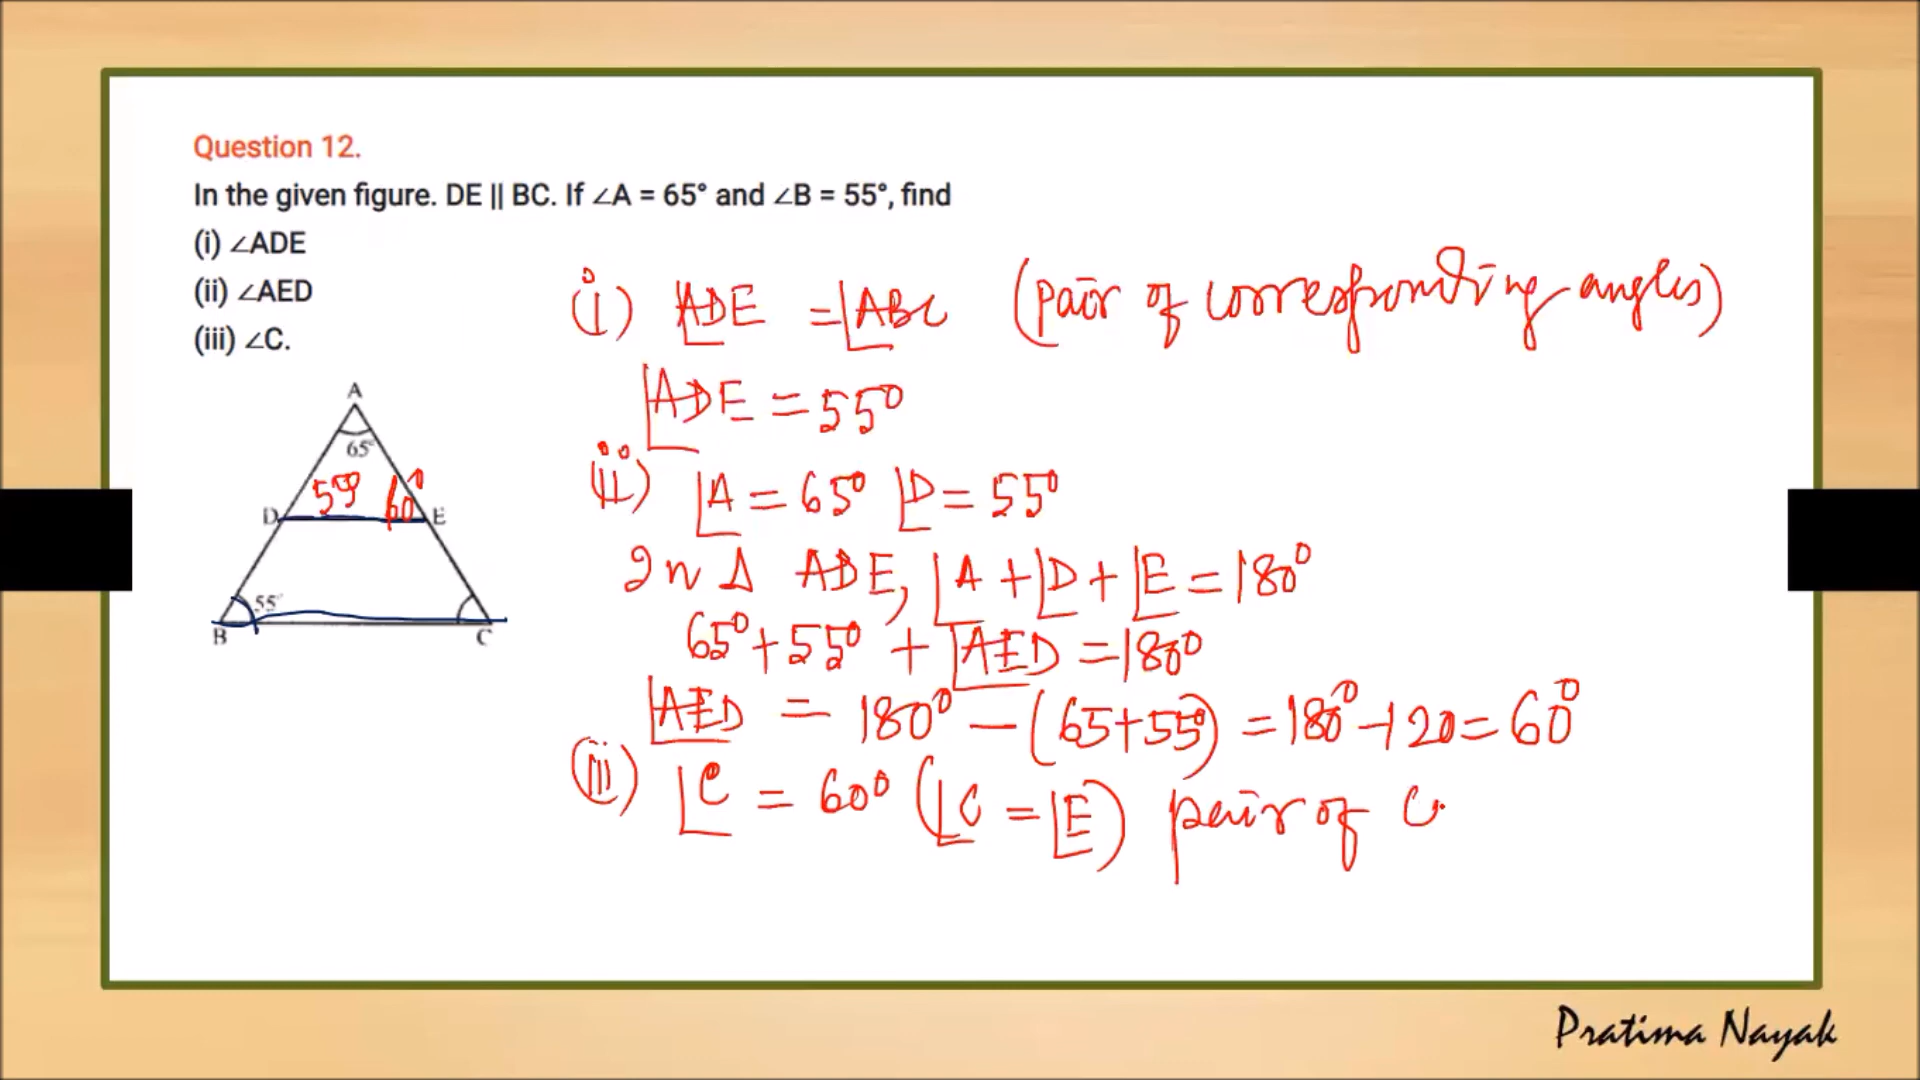 Question 12.
In the given figure. DE || BC. If ∠A = 65° and ∠B = 55°, find
(i) ∠ADE
(ii) ∠AED
(iii) ∠C.
A
65°
55°
60°
D
E
55°
B
C
(i) ∠ADE = ∠ABC (pair of corresponding angles)
∠ADE = 55°
(ii) ∠A = 65° ∠D = 55°
In Δ ADE, ∠A + ∠D + ∠E = 180°
65° + 55° + ∠AED = 180°
∠AED = 180° - (65+55°) = 180° - 120 = 60°
(iii) ∠C = 60° (∠C = ∠E) pair of c
Pratima Nayak